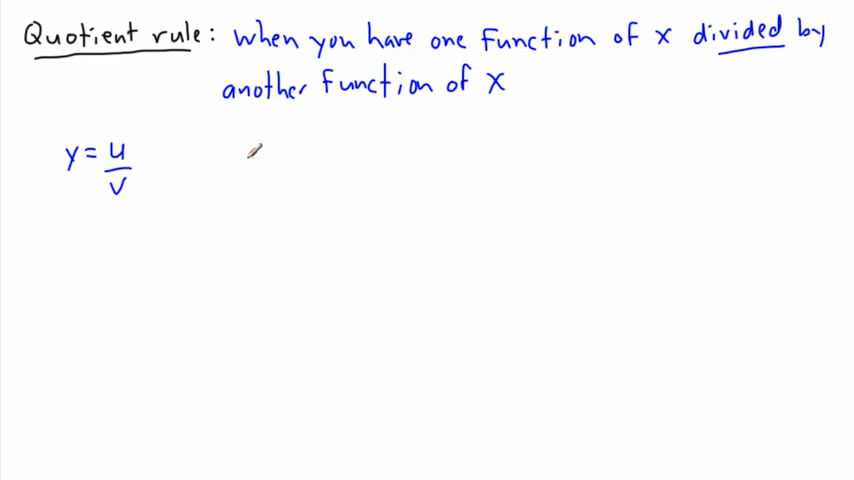 Quotient rule: when you have one function of x divided by
another function of x
y = u/v